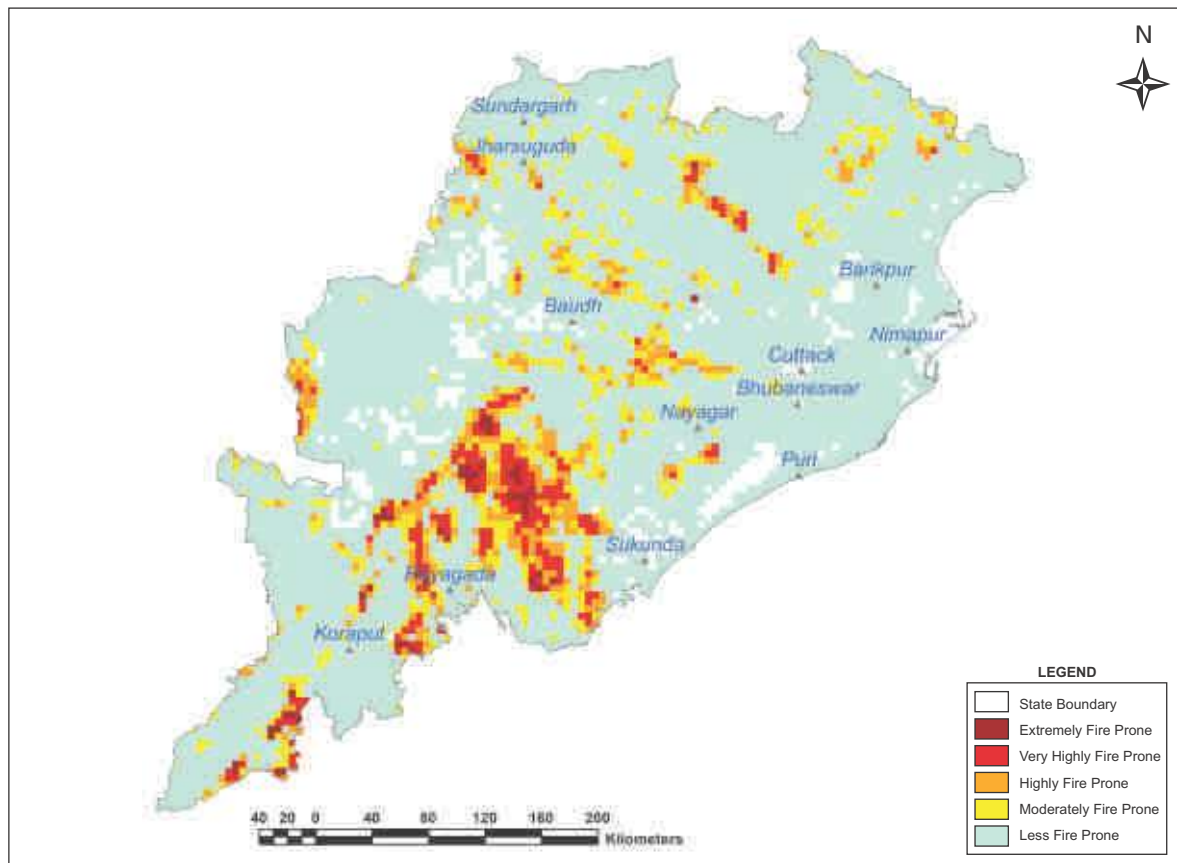 N
Sundargarh
Jharsuguda
Barikpur
Baudh
Nimapur
Cuttack
Bhubaneswar
Nayagar
Puri
Sukunda
Rayagada
Koraput
LEGEND
State Boundary
Extremely Fire Prone
Very Highly Fire Prone
Highly Fire Prone
Moderately Fire Prone
Less Fire Prone
40 20 0 40 80 120 160 200
Kilometers